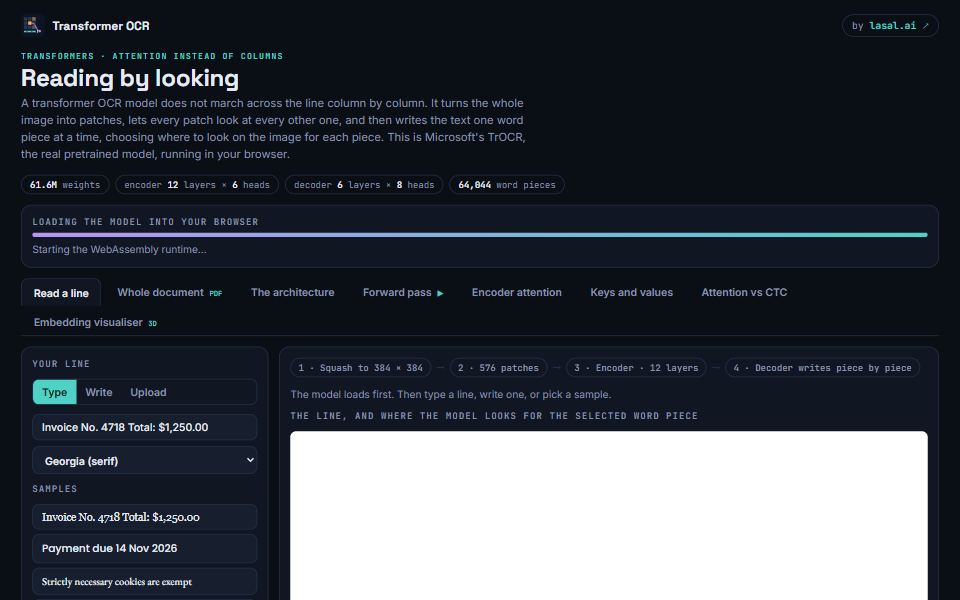 Transformer OCR
by lasal.ai ↗
TRANSFORMERS · ATTENTION INSTEAD OF COLUMNS
Reading by looking
A transformer OCR model does not march across the line column by column. It turns the whole
image into patches, lets every patch look at every other one, and then writes the text one word
piece at a time, choosing where to look on the image for each piece. This is Microsoft's TrOCR,
the real pretrained model, running in your browser.
61.6M weights
encoder 12 layers × 6 heads
decoder 6 layers × 8 heads
64,044 word pieces
LOADING THE MODEL INTO YOUR BROWSER
Starting the WebAssembly runtime...
Read a line
Whole document PDF
The architecture
Forward pass ▶
Encoder attention
Keys and values
Attention vs CTC
Embedding visualiser 3D
YOUR LINE
Type
Write
Upload
Invoice No. 4718 Total: $1,250.00
Georgia (serif)
SAMPLES
Invoice No. 4718 Total: $1,250.00
Payment due 14 Nov 2026
Strictly necessary cookies are exempt
1 · Squash to 384 × 384
2 · 576 patches
3 · Encoder · 12 layers
4 · Decoder writes piece by piece
The model loads first. Then type a line, write one, or pick a sample.
THE LINE, AND WHERE THE MODEL LOOKS FOR THE SELECTED WORD PIECE